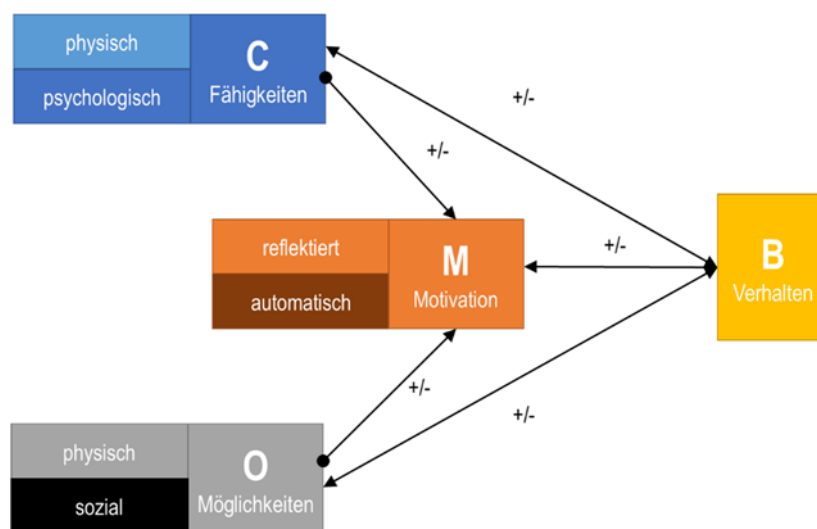 physisch
psychologisch
C
Fähigkeiten
+/-
+/-
reflektiert
automatisch
M
Motivation
+/-
B
Verhalten
+/-
+/-
physisch
sozial
O
Möglichkeiten